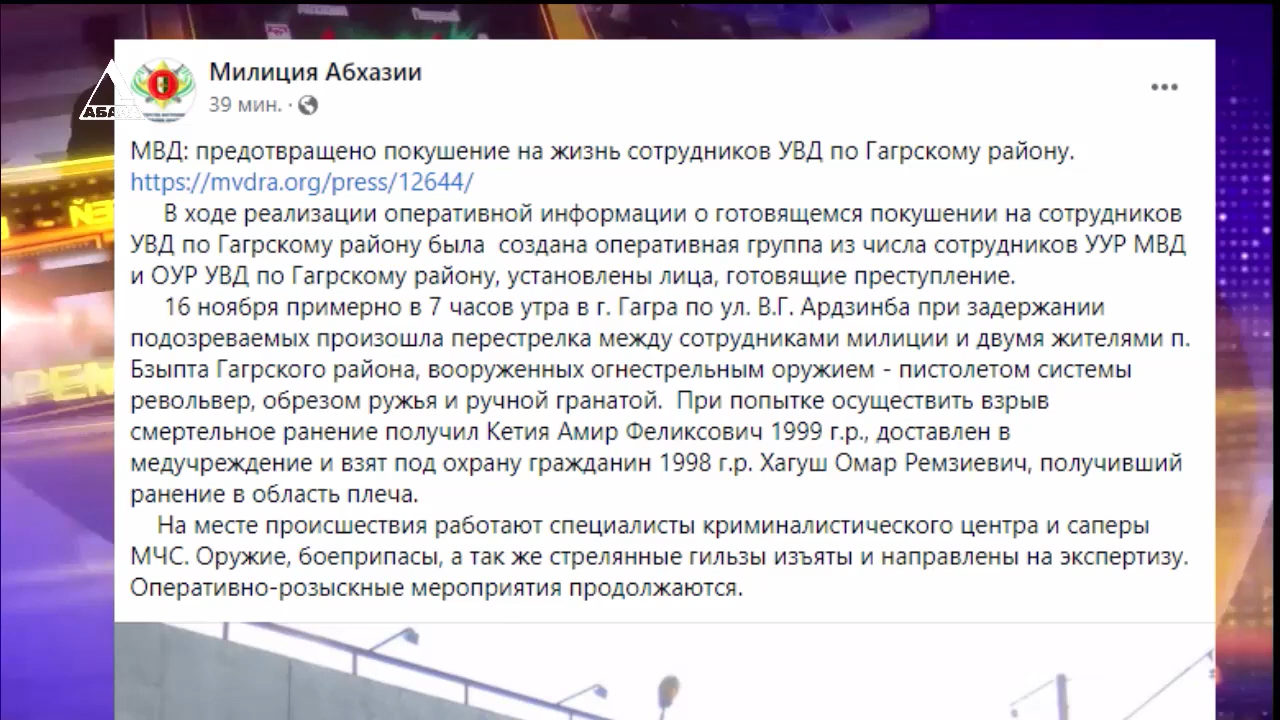 Милиция Абхазии
39 мин. ·
МВД: предотвращено покушение на жизнь сотрудников УВД по Гагрскому району.
https://mvdra.org/press/12644/
В ходе реализации оперативной информации о готовящемся покушении на сотрудников
УВД по Гагрскому району была создана оперативная группа из числа сотрудников УУР МВД
и ОУР УВД по Гагрскому району, установлены лица, готовящие преступление.
16 ноября примерно в 7 часов утра в г. Гагра по ул. В.Г. Ардзинба при задержании
подозреваемых произошла перестрелка между сотрудниками милиции и двумя жителями п.
Бзыпта Гагрского района, вооруженных огнестрельным оружием - пистолетом системы
револьвер, обрезом ружья и ручной гранатой. При попытке осуществить взрыв
смертельное ранение получил Кетия Амир Феликсович 1999 г.р., доставлен в
медучреждение и взят под охрану гражданин 1998 г.р. Хагуш Омар Ремзиевич, получивший
ранение в область плеча.
На месте происшествия работают специалисты криминалистического центра и саперы
МЧС. Оружие, боеприпасы, а так же стрелянные гильзы изъяты и направлены на экспертизу.
Оперативно-розыскные мероприятия продолжаются.